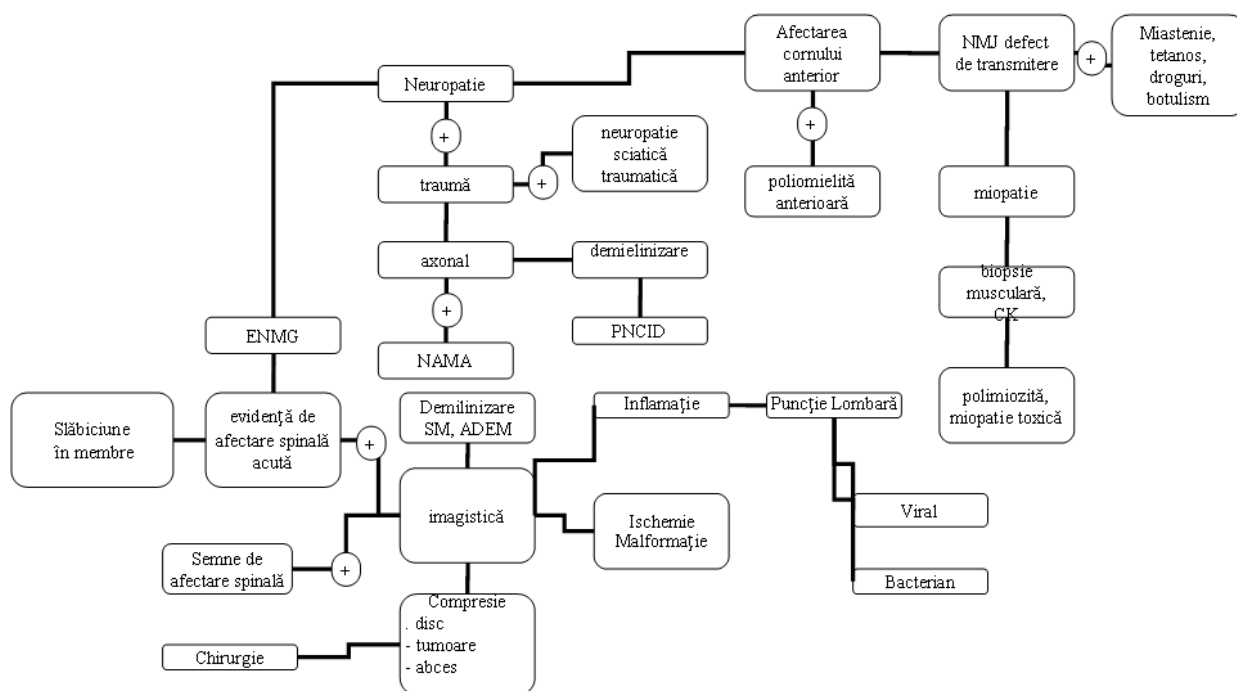 Afectarea
cornului
anterior
NMJ defect
de transmitere
+
Miastenie,
tetanos,
droguri,
botulism
Neuropatie
+
neuropatie
sciatică
traumatică
+
poliomielită
anterioară
traumă
+
miopatie
axonal
demielinizare
biopsie
musculară,
CK
+
ENMG
NAMA
PNCID
polimiozită,
miopatie toxică
Slăbiciune
în membre
evidenţă de
afectare spinală
acută
+
Demilinizare
SM, ADEM
Inflamaţie
Puncţie Lombară
imagistică
Ischemie
Malformaţie
Viral
Bacterian
Semne de
afectare spinală
+
Compresie
. disc
- tumoare
- abces
Chirurgie